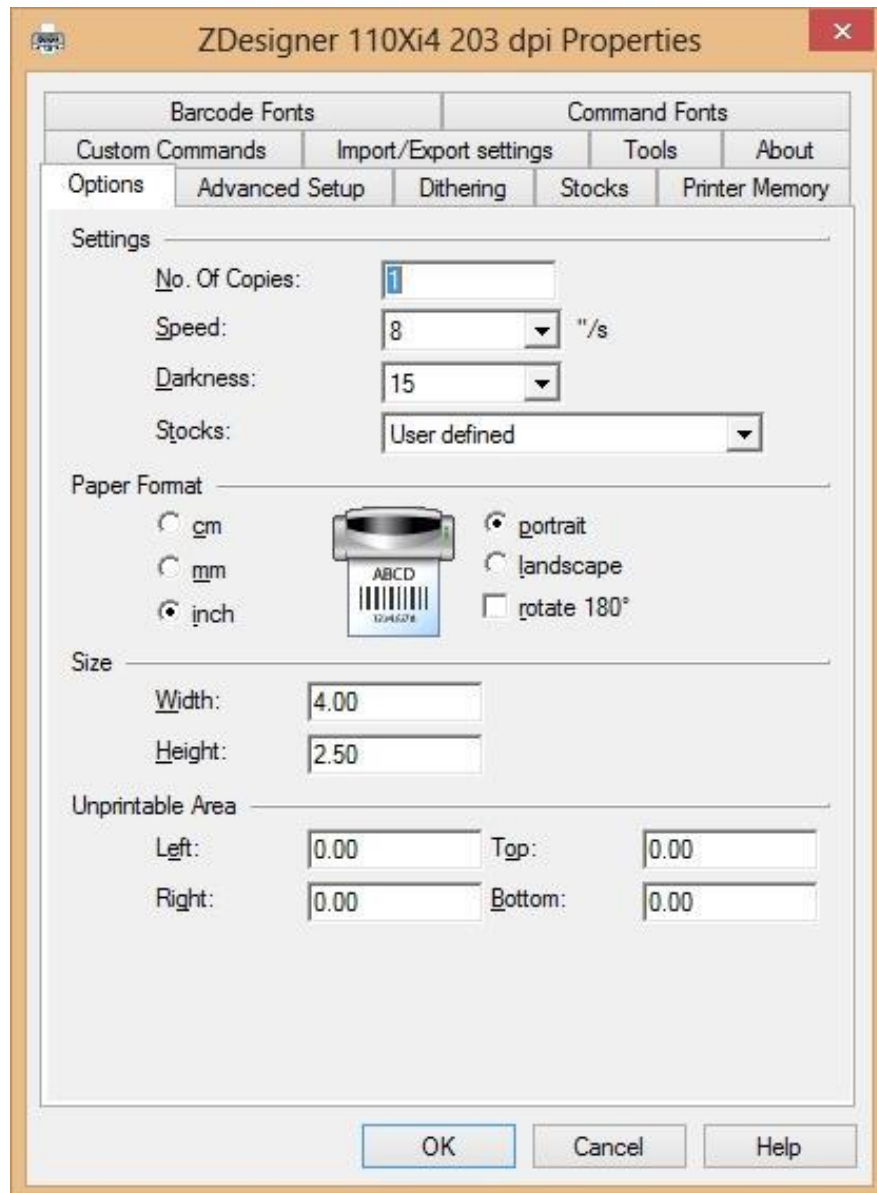 ZDesigner 110Xi4 203 dpi Properties
Barcode Fonts Command Fonts
Custom Commands Import/Export settings Tools About
Options Advanced Setup Dithering Stocks Printer Memory
Settings
No. Of Copies: 1
Speed: 8 "/s
Darkness: 15
Stocks: User defined
Paper Format
cm portrait
mm landscape
inch rotate 180°
ABCD
Size
Width: 4.00
Height: 2.50
Unprintable Area
Left: 0.00 Top: 0.00
Right: 0.00 Bottom: 0.00
OK Cancel Help